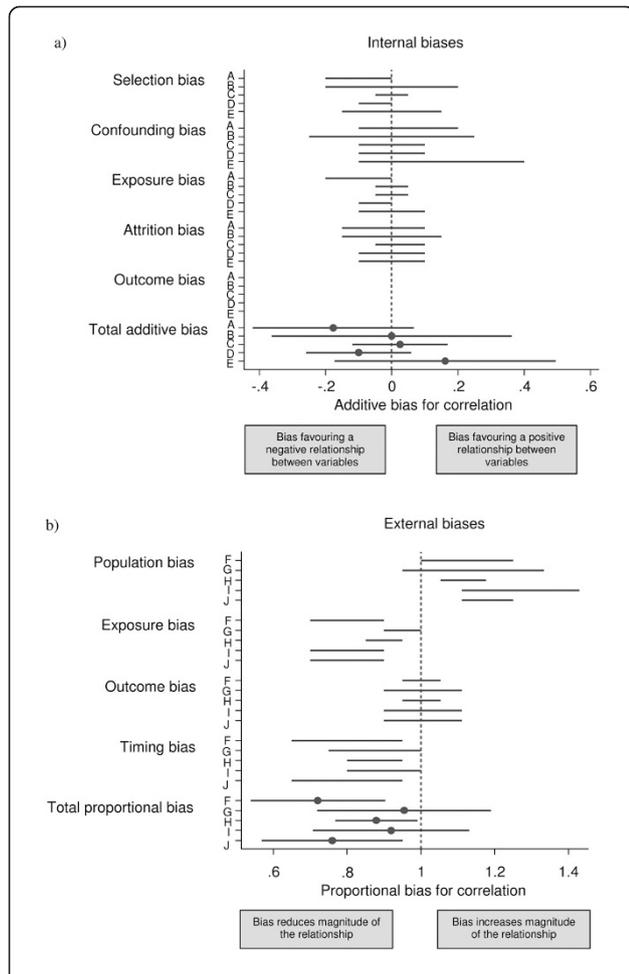 a)
Internal biases
Selection bias
A
B
C
D
E
Confounding bias
A
B
C
D
E
Exposure bias
A
B
C
D
E
Attrition bias
A
B
C
D
E
Outcome bias
A
B
C
D
E
Total additive bias
A
B
C
D
E
-.4 -.2 0 .2 .4 .6
Additive bias for correlation
Bias favouring a
negative relationship
between variables
Bias favouring a positive
relationship between
variables
b)
External biases
Population bias
F
G
H
I
J
Exposure bias
F
G
H
I
J
Outcome bias
F
G
H
I
J
Timing bias
F
G
H
I
J
Total proportional bias
F
G
H
I
J
.6 .8 1 1.2 1.4
Proportional bias for correlation
Bias reduces magnitude of
the relationship
Bias increases magnitude
of the relationship